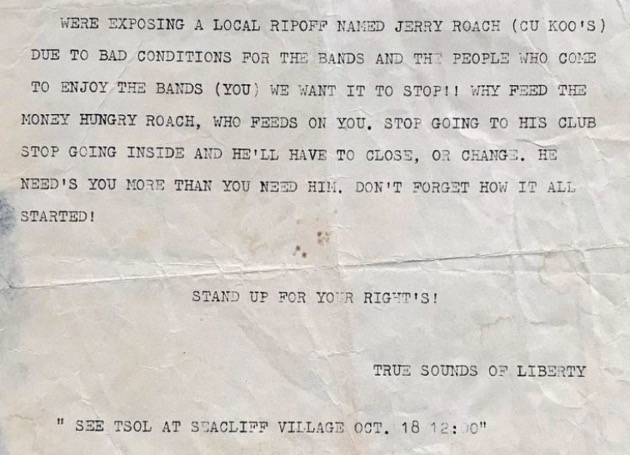 WERE EXPOSING A LOCAL RIPOFF NAMED JERRY ROACH (CU KOO'S)
DUE TO BAD CONDITIONS FOR THE BANDS AND THE PEOPLE WHO COME
TO ENJOY THE BANDS (YOU) WE WANT IT TO STOP!! WHY FEED THE
MONEY HUNGRY ROACH, WHO FEEDS ON YOU. STOP GOING TO HIS CLUB
STOP GOING INSIDE AND HE'LL HAVE TO CLOSE, OR CHANGE. HE
NEED'S YOU MORE THAN YOU NEED HIM. DON'T FORGET HOW IT ALL
STARTED!
STAND UP FOR YOUR RIGHT'S!
TRUE SOUNDS OF LIBERTY
" SEE TSOL AT SEACLIFF VILLAGE OCT. 18 12:00"